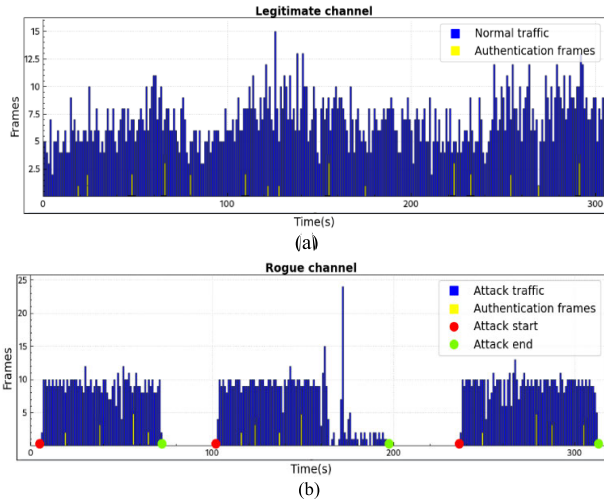 Legitimate channel
Normal traffic
Authentication frames
Frames
15
12.5
10
7.5
5
2.5
0
100
200
300
Time(s)
(a)
Rogue channel
Attack traffic
Authentication frames
Attack start
Attack end
Frames
25
20
15
10
5
0
100
200
300
Time(s)
(b)